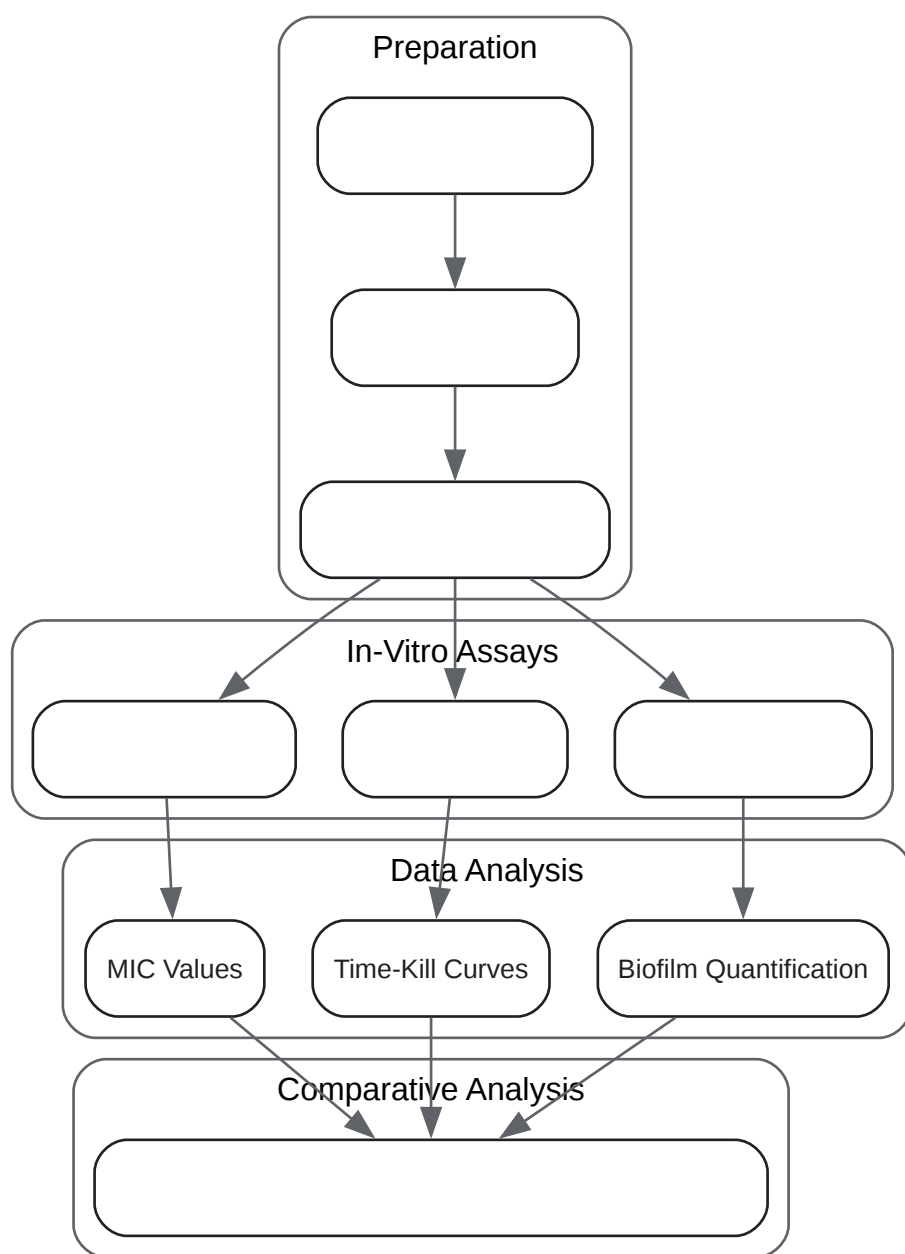 Preparation
In-Vitro Assays
Data Analysis
MIC Values
Time-Kill Curves
Biofilm Quantification
Comparative Analysis